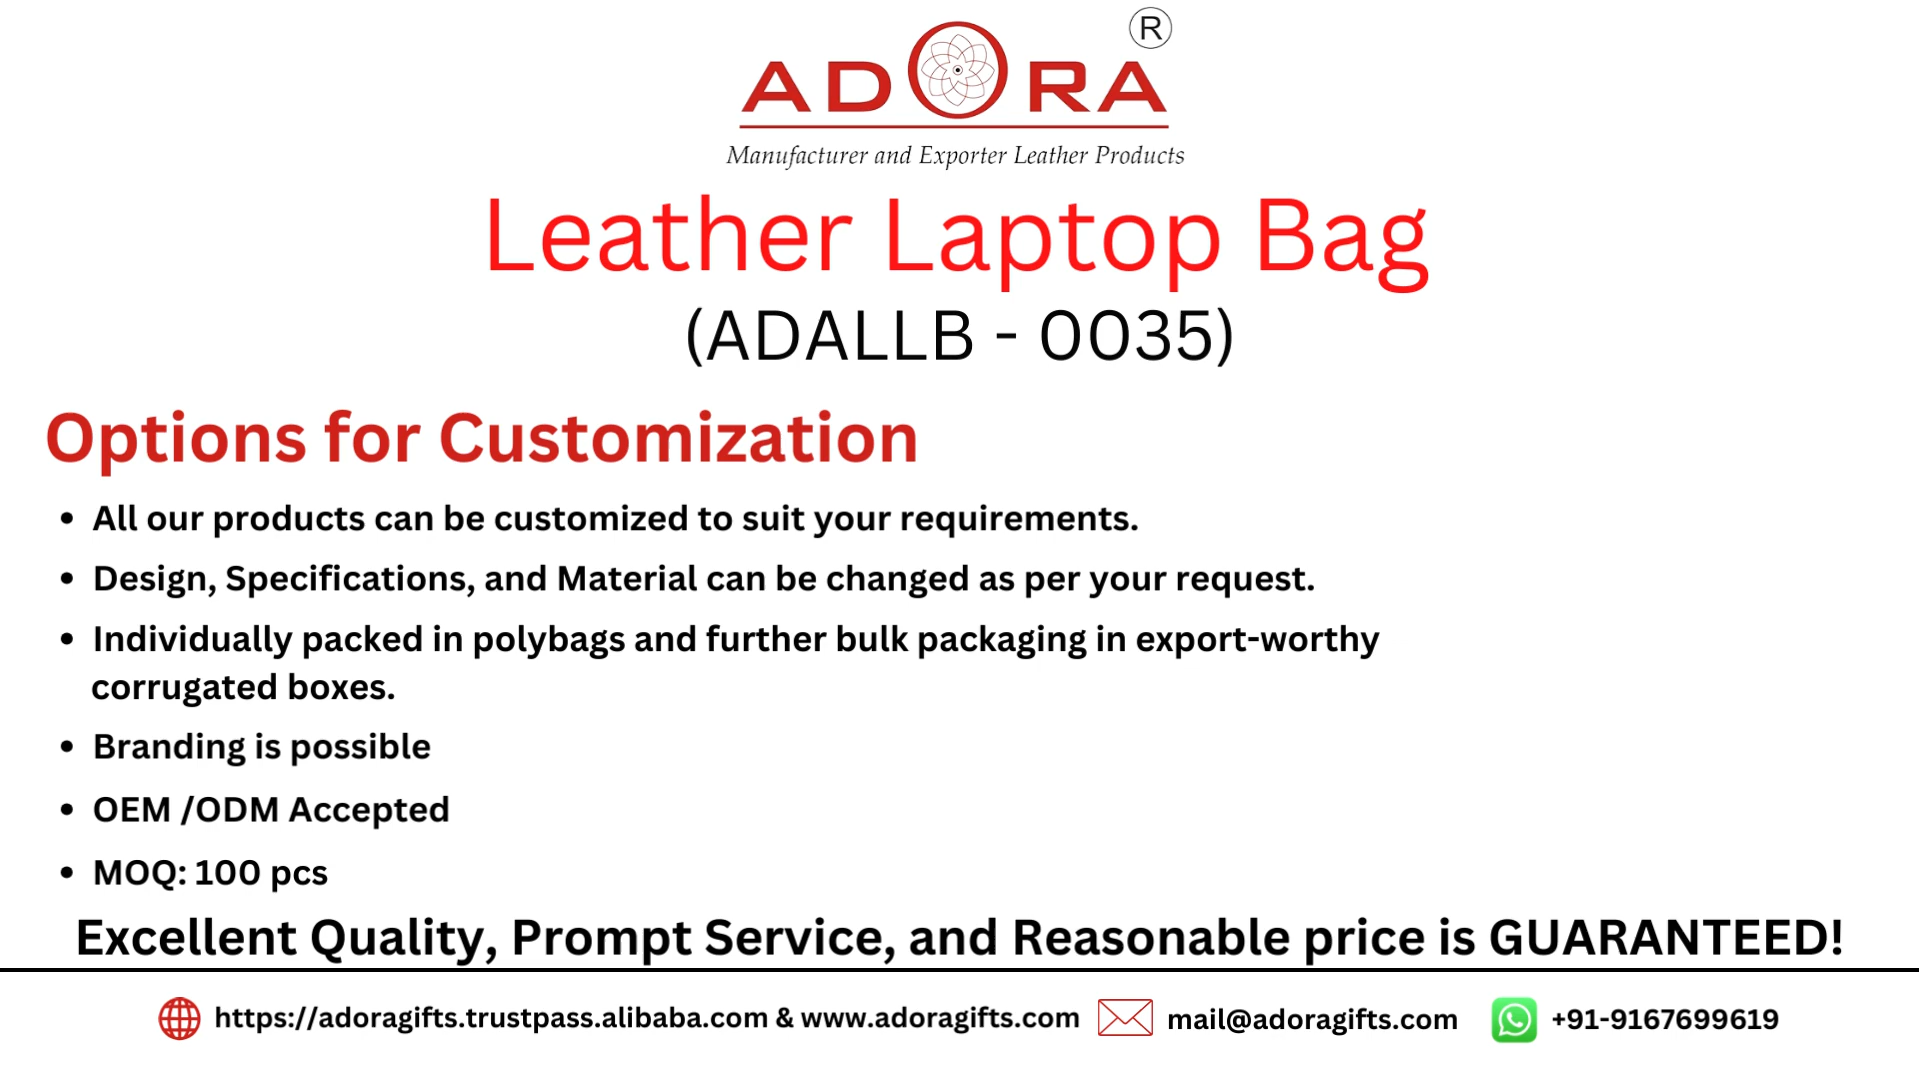 ADORA ®
Manufacturer and Exporter Leather Products
Leather Laptop Bag
(ADALLB - 0035)
Options for Customization
• All our products can be customized to suit your requirements.
• Design, Specifications, and Material can be changed as per your request.
• Individually packed in polybags and further bulk packaging in export-worthy
corrugated boxes.
• Branding is possible
• OEM /ODM Accepted
• MOQ: 100 pcs
Excellent Quality, Prompt Service, and Reasonable price is GUARANTEED!
https://adoragifts.trustpass.alibaba.com & www.adoragifts.com mail@adoragifts.com +91-9167699619